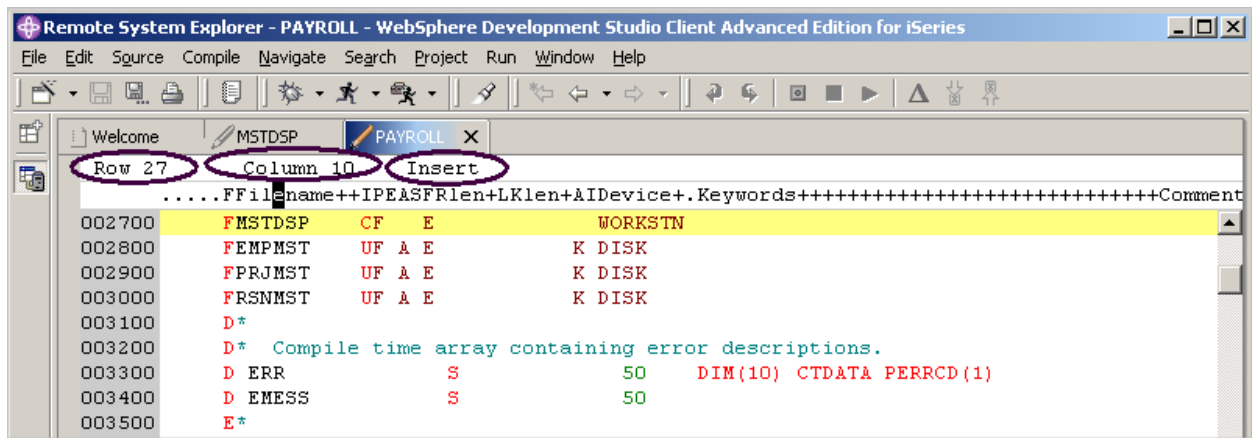 Remote System Explorer - PAYROLL - WebSphere Development Studio Client Advanced Edition for iSeries
File Edit Source Compile Navigate Search Project Run Window Help
Welcome MSTDSP PAYROLL
Row 27 Column 10 Insert
.....FFilename++IPEASFRlen+LKlen+AIDevice+.Keywords+++++++++++++++++++++++++++++Comment
002700 FMSTDSP CF E WORKSTN
002800 FEMPMST UF A E K DISK
002900 FPRJMST UF A E K DISK
003000 FRSNMST UF A E K DISK
003100 D*
003200 D* Compile time array containing error descriptions.
003300 D ERR S 50 DIM(10) CTDATA PERRCD(1)
003400 D EMESS S 50
003500 E*